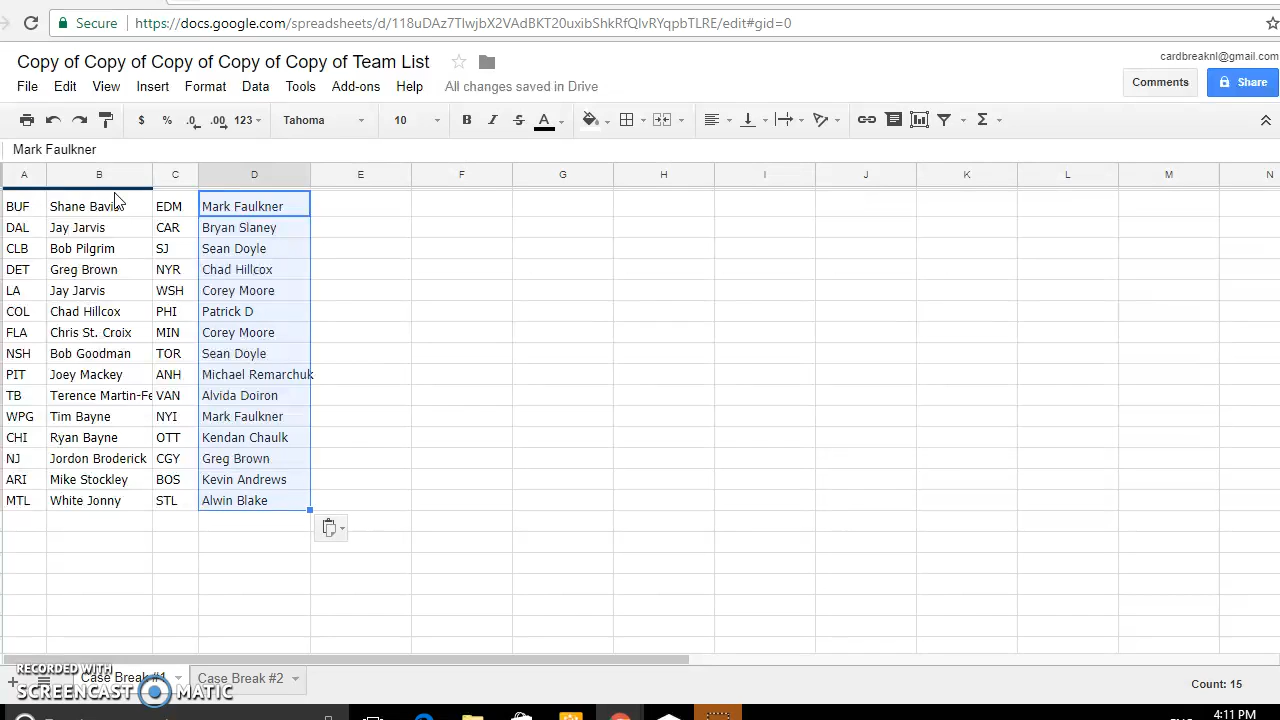 Secure https://docs.google.com/spreadsheets/d/118uDAz7TlwjbX2VAdBKT20uxibShkRfQlvRYqpbTLRE/edit#gid=0
Copy of Copy of Copy of Copy of Copy of Team List
cardbreaknl@gmail.com
File Edit View Insert Format Data Tools Add-ons Help All changes saved in Drive
Comments Share
$ % .0 .00 123 Tahoma 10 B I S A Σ
Mark Faulkner
A B C D E F G H I J K L M N
BUF Shane EDM Mark Faulkner
DAL Jay Jarvis CAR Bryan Slaney
CLB Bob Pilgrim SJ Sean Doyle
DET Greg Brown NYR Chad Hillcox
LA Jay Jarvis WSH Corey Moore
COL Chad Hillcox PHI Patrick D
FLA Chris St. Croix MIN Corey Moore
NSH Bob Goodman TOR Sean Doyle
PIT Joey Mackey ANH Michael Remarchuk
TB Terence Martin-Fe VAN Alvida Doiron
WPG Tim Bayne NYI Mark Faulkner
CHI Ryan Bayne OTT Kendan Chaulk
NJ Jordon Broderick CGY Greg Brown
ARI Mike Stockley BOS Kevin Andrews
MTL White Jonny STL Alwin Blake
RECORDED WITH
SCREENCAST MATIC
Case Break #1 Case Break #2
Count: 15
4:11 PM